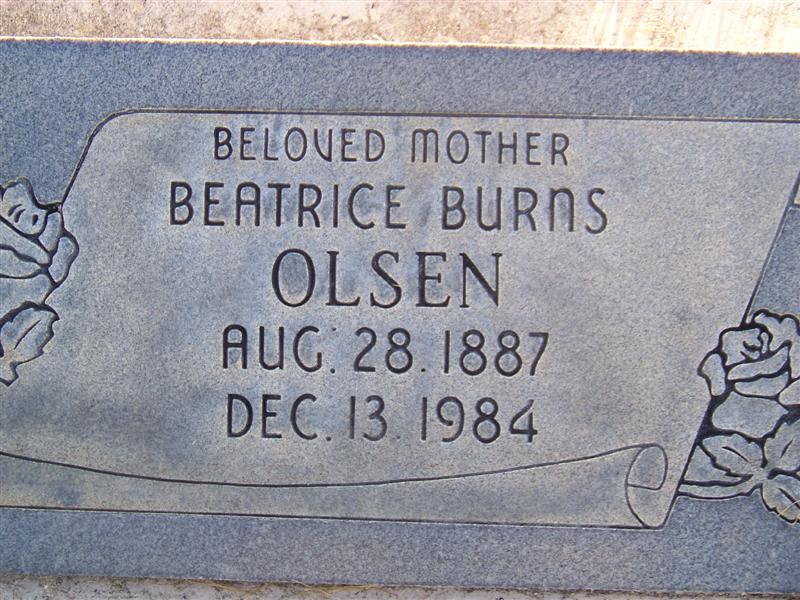 BELOVED MOTHER
BEATRICE BURNS
OLSEN
AUG. 28. 1887
DEC. 13. 1984